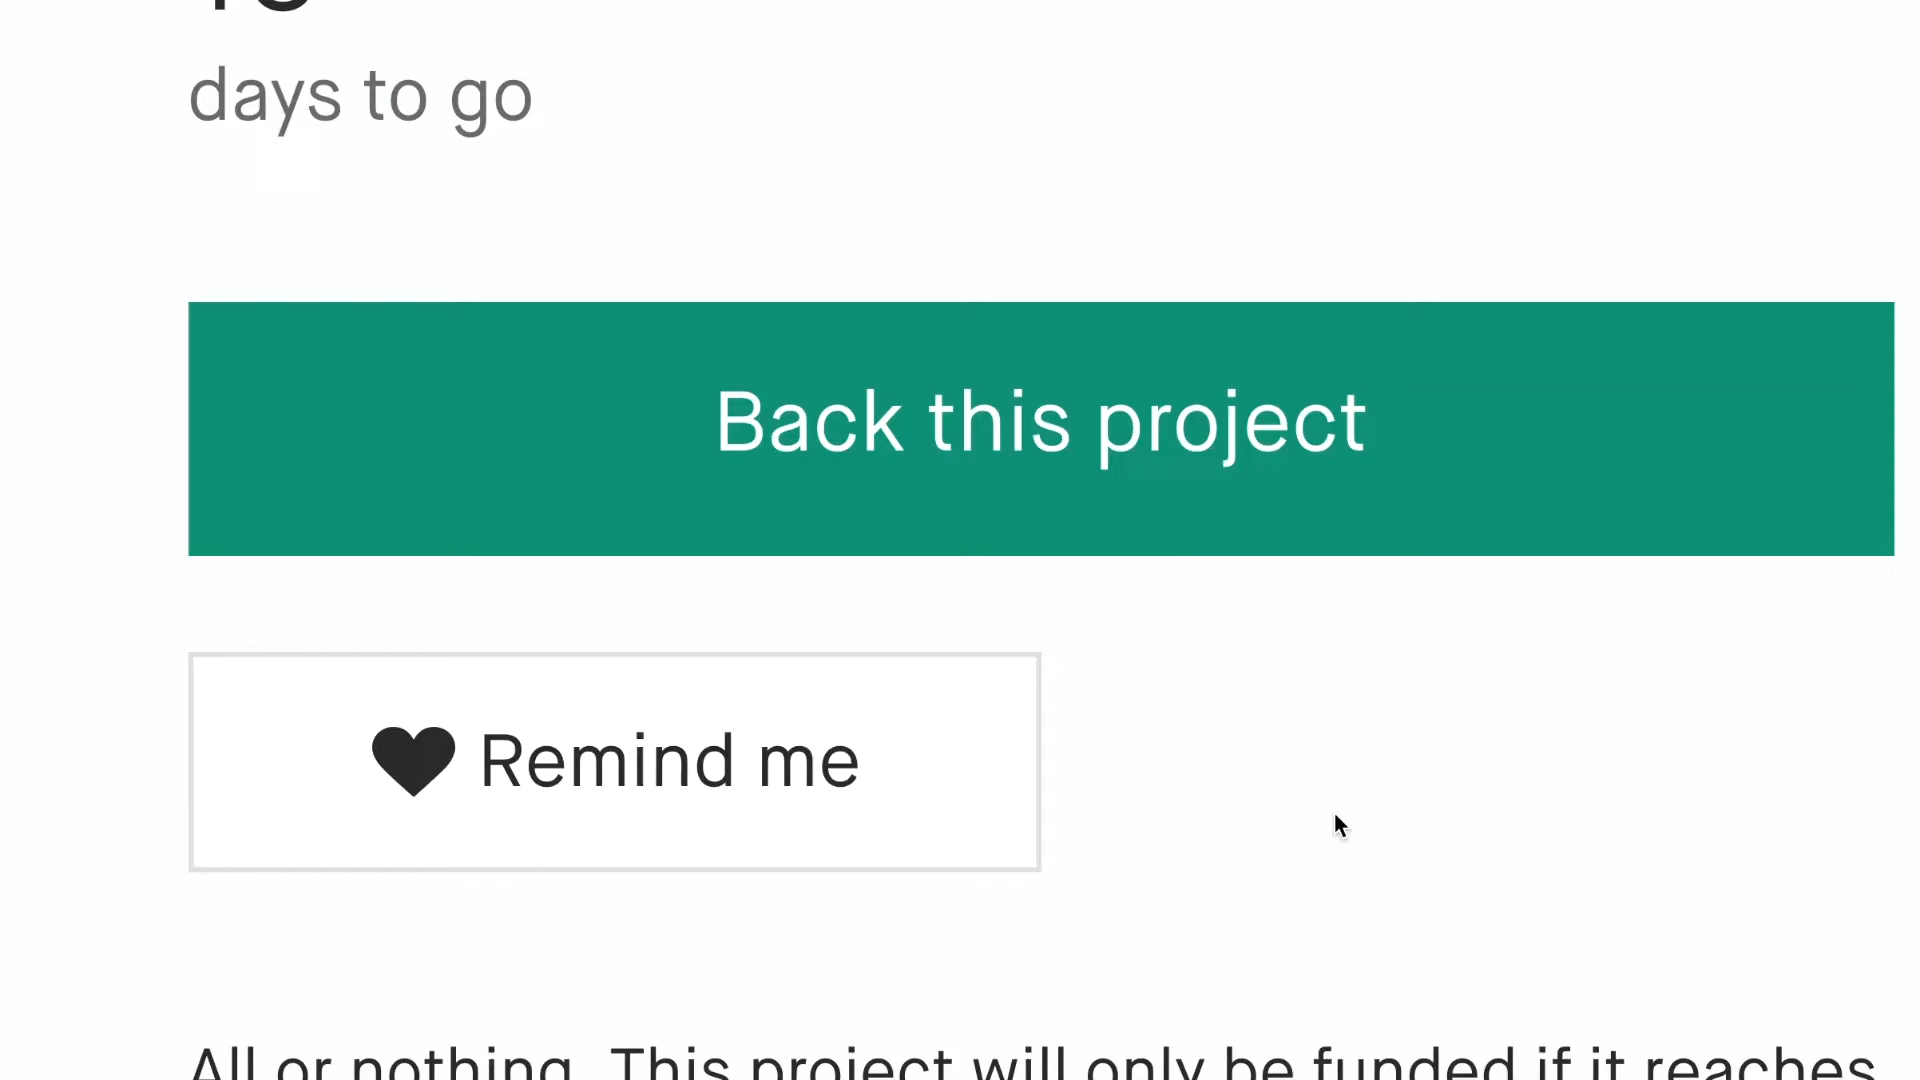 days to go
Back this project
Remind me
All or nothing. This project will only be funded if it reaches